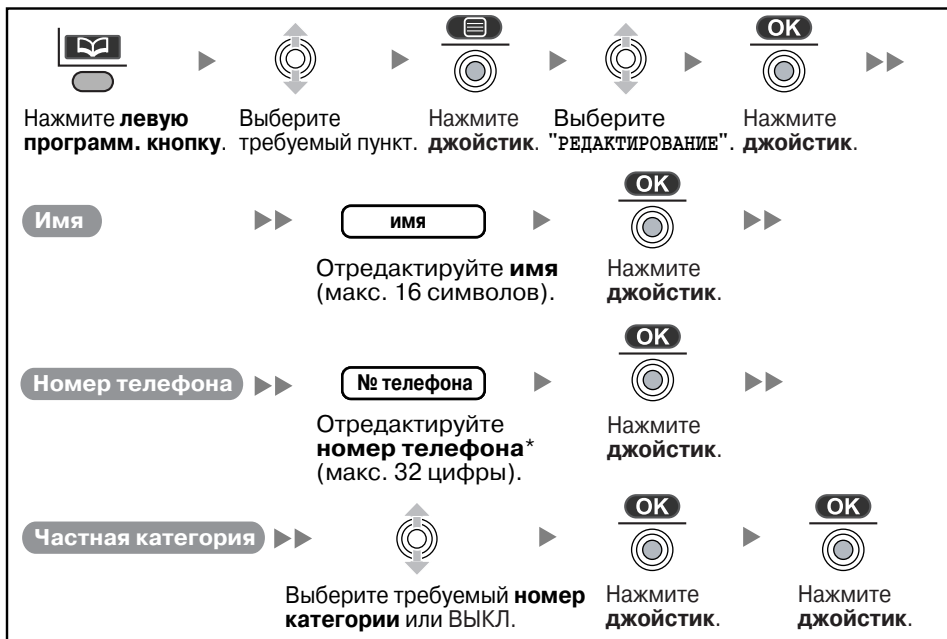 OK
OK
Нажмите левую программ. кнопку.
Выберите требуемый пункт.
Нажмите джойстик.
Выберите "РЕДАКТИРОВАНИЕ".
Нажмите джойстик.
OK
Имя
имя
Отредактируйте имя
(макс. 16 символов).
Нажмите
джойстик.
OK
Номер телефона
№ телефона
Отредактируйте
номер телефона*
(макс. 32 цифры).
Нажмите
джойстик.
OK
OK
Частная категория
Выберите требуемый номер
категории или ВЫКЛ.
Нажмите
джойстик.
Нажмите
джойстик.